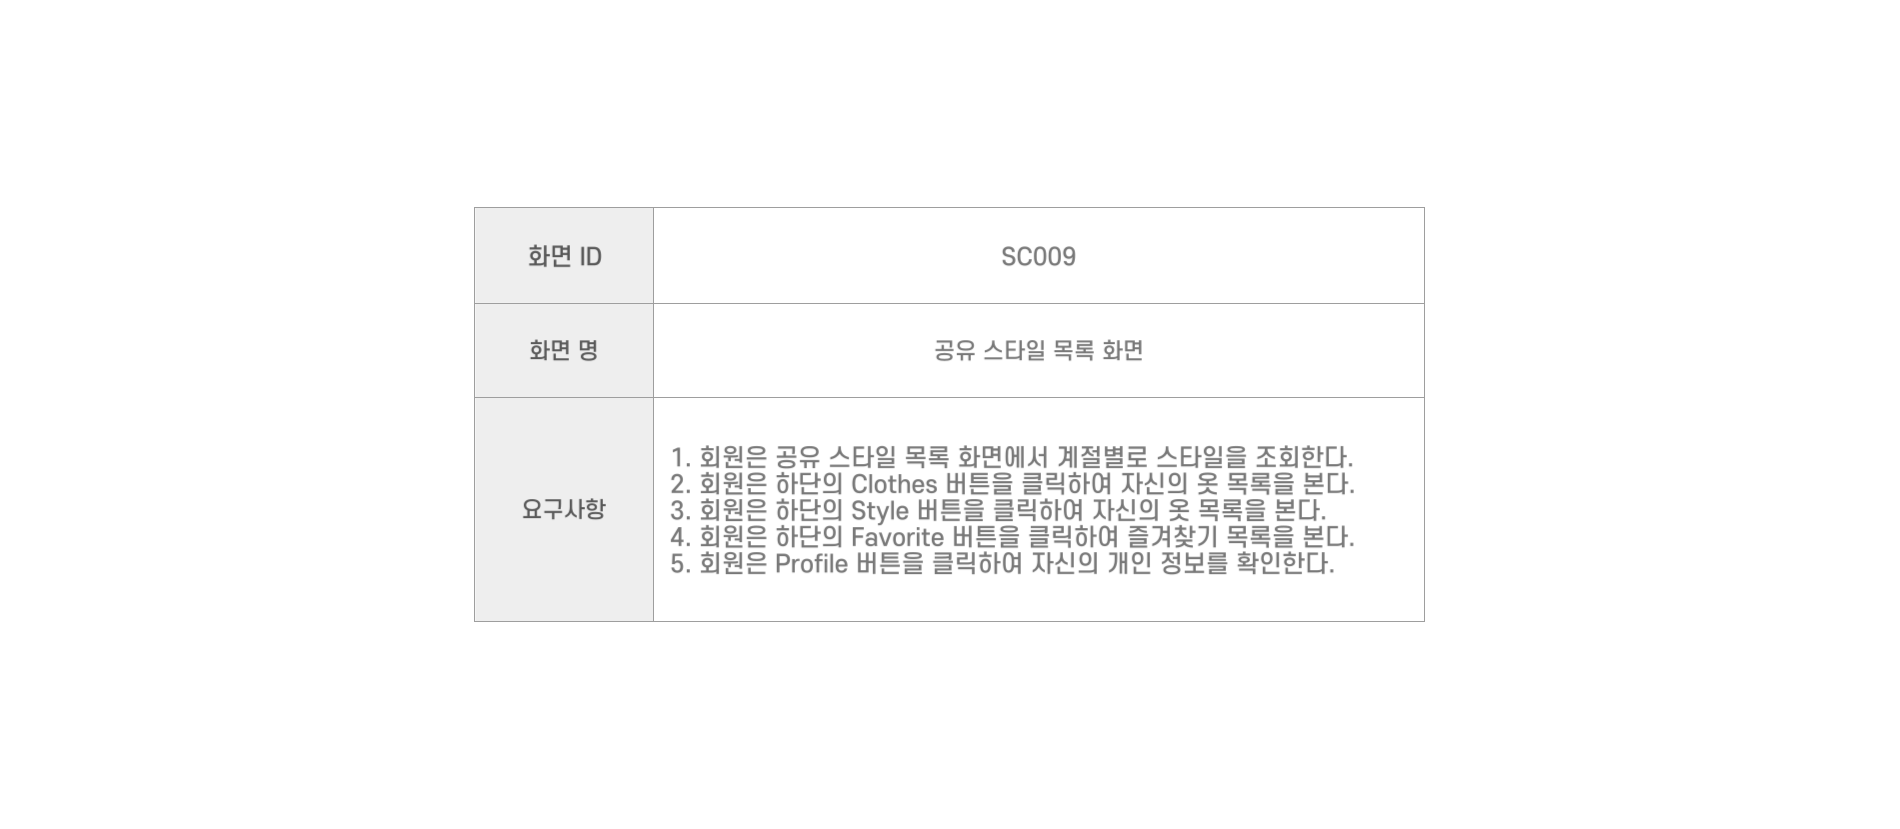 화면 ID
SC009
화면 명
공유 스타일 목록 화면
요구사항
1. 회원은 공유 스타일 목록 화면에서 계절별로 스타일을 조회한다.
2. 회원은 하단의 Clothes 버튼을 클릭하여 자신의 옷 목록을 본다.
3. 회원은 하단의 Style 버튼을 클릭하여 자신의 옷 목록을 본다.
4. 회원은 하단의 Favorite 버튼을 클릭하여 즐겨찾기 목록을 본다.
5. 회원은 Profile 버튼을 클릭하여 자신의 개인 정보를 확인한다.